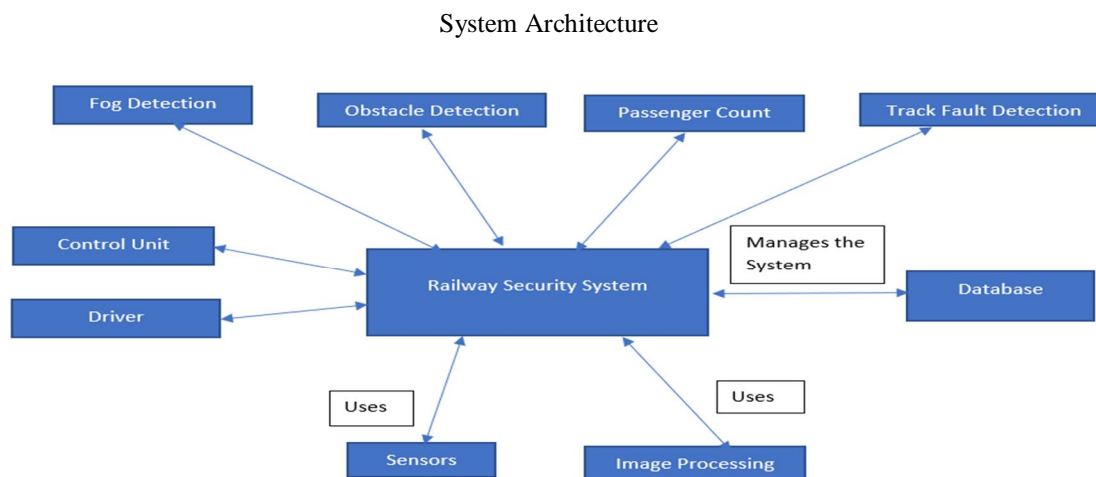 System Architecture
Fog Detection
Obstacle Detection
Passenger Count
Track Fault Detection
Control Unit
Manages the
System
Railway Security System
Database
Driver
Uses
Uses
Sensors
Image Processing